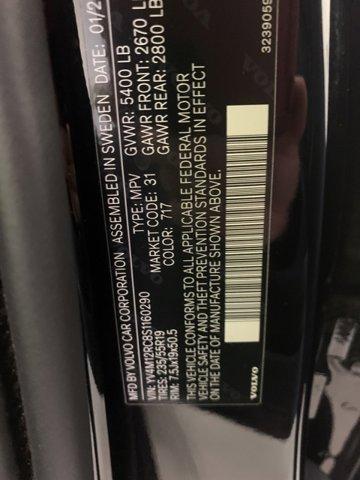 MFD BY VOLVO CAR CORPORATION ASSEMBLED IN SWEDEN DATE: 01/2
GVWR: 5400 LB
GAWR FRONT: 2670 L
GAWR REAR: 2800 LB
VIN: YV4M12RC8S1160290 TYPE: MPV
TIRES: 235/55R19 MARKET CODE: 31
RIM: 7.5Jx19x50.5 COLOR: 717
THIS VEHICLE CONFORMS TO ALL APPLICABLE FEDERAL MOTOR
VEHICLE SAFETY AND THEFT PREVENTION STANDARDS IN EFFECT
ON THE DATE OF MANUFACTURE SHOWN ABOVE.
VOLVO
3239059